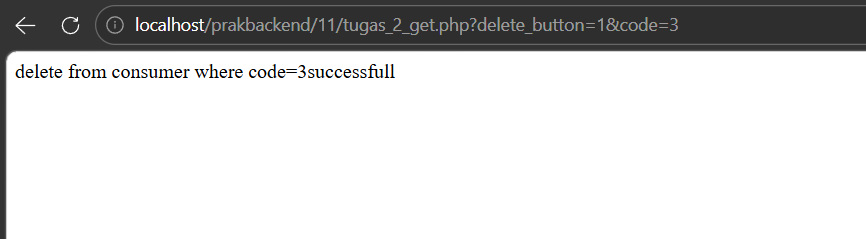 localhost/prakbackend/11/tugas_2_get.php?delete_button=1&code=3
delete from consumer where code=3successfull